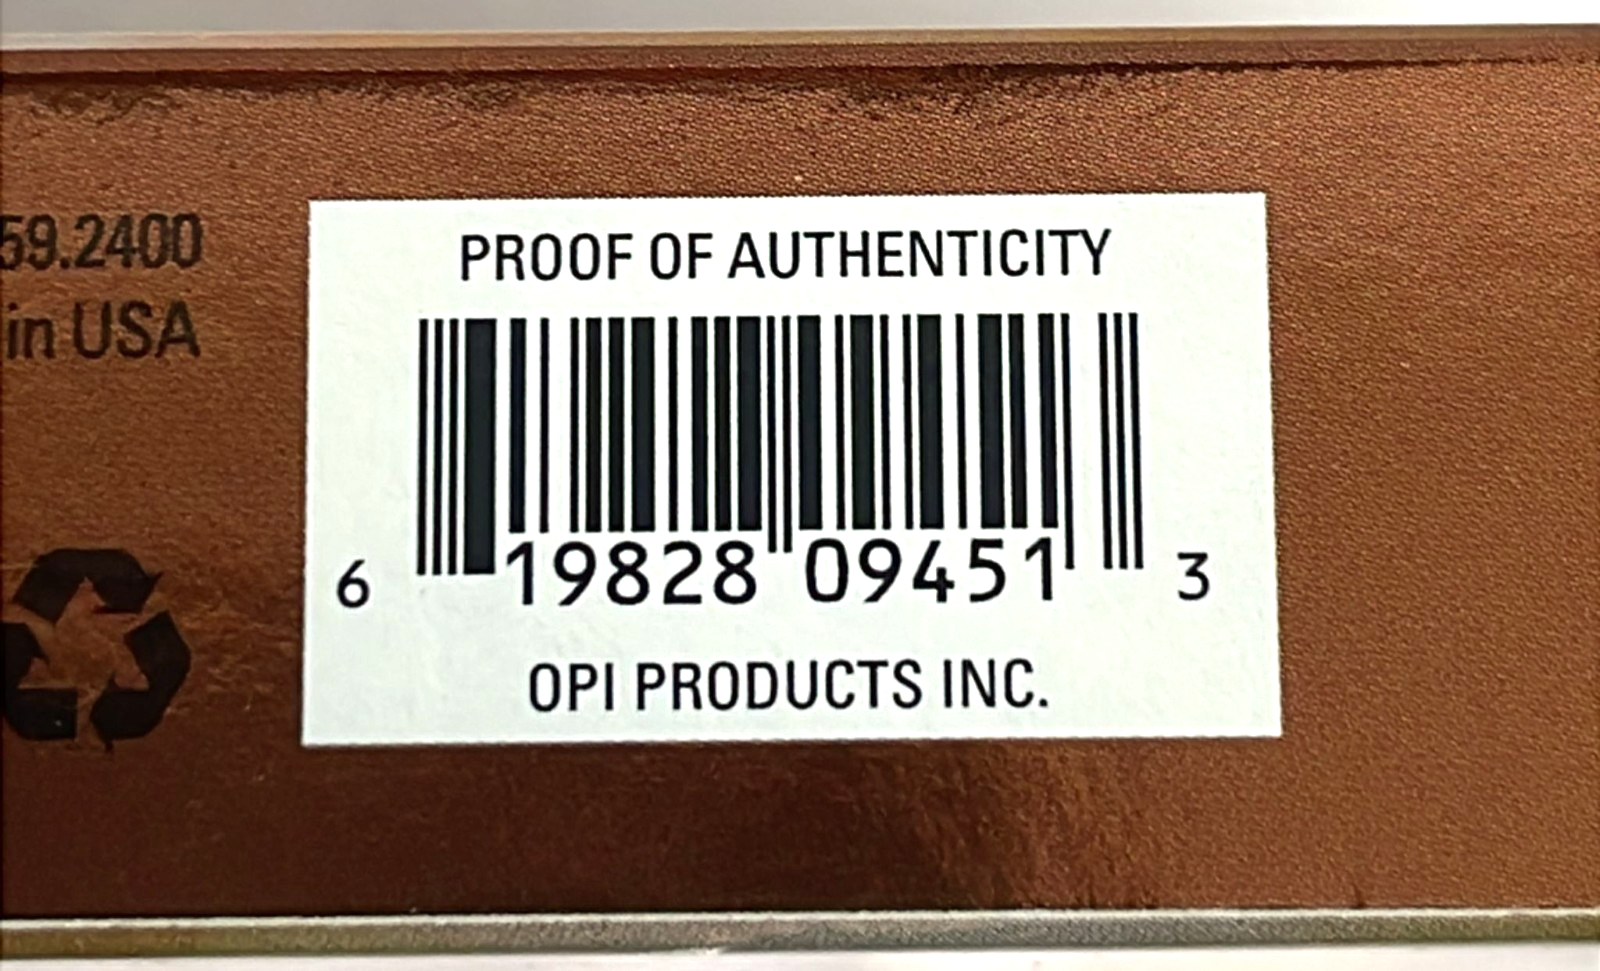 59.2400
in USA
PROOF OF AUTHENTICITY
6 19828 09451 3
OPI PRODUCTS INC.